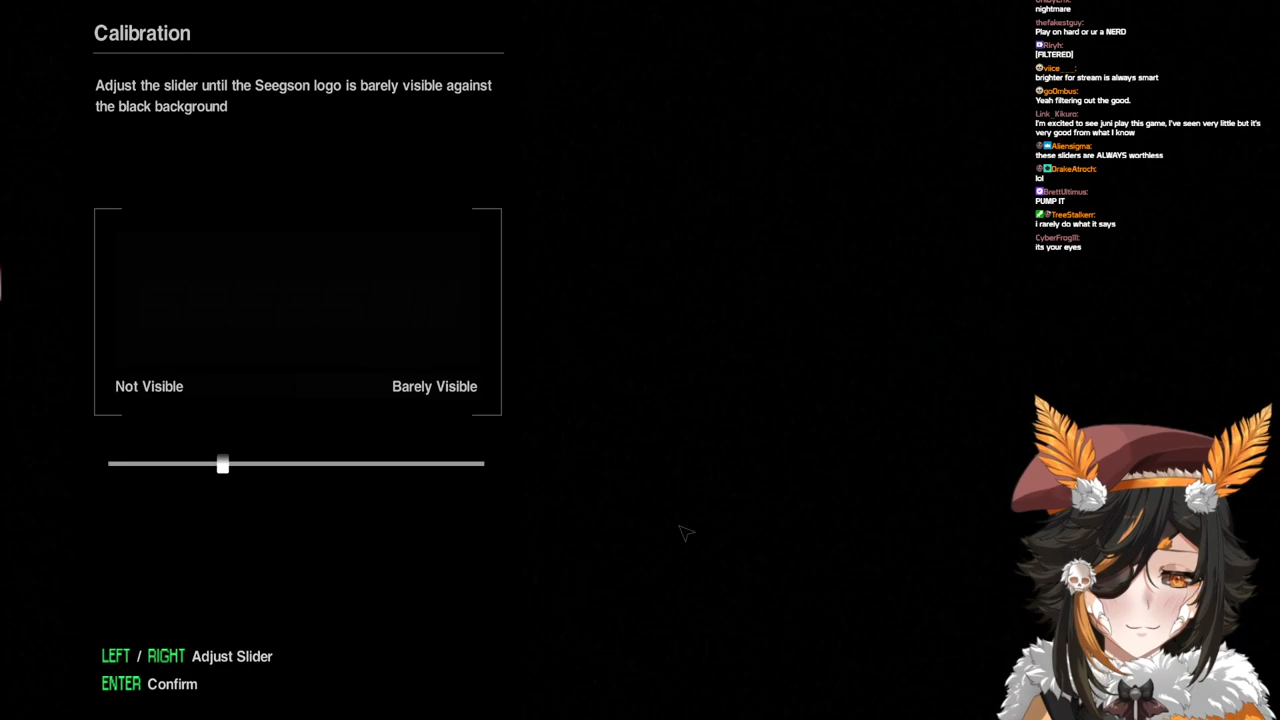 Calibration
Adjust the slider until the Seegson logo is barely visible against
the black background
Not Visible
Barely Visible
LEFT / RIGHT Adjust Slider
ENTER Confirm
nightmare
thefakestguy:
Play on hard or ur a NERD
Riryh:
[FILTERED]
viice____:
brighter for stream is always smart
go0mbus:
Yeah filtering out the good.
Link_Kikuro:
I'm excited to see juni play this game, I've seen very little but it's
very good from what I know
Aliensigma:
these sliders are ALWAYS worthless
DrakeAtroch:
lol
BrettUltimus:
PUMP IT
TreeStalkerr:
i rarely do what it says
its your eyes